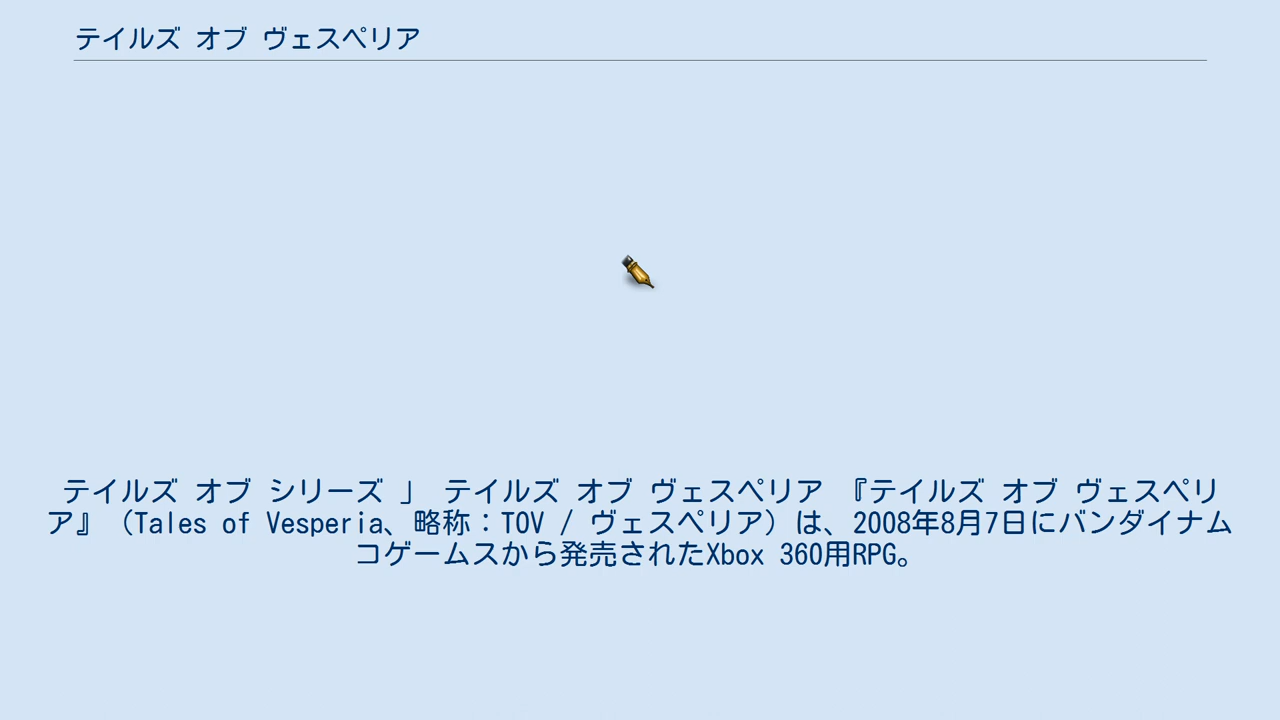 テイルズ オブ ヴェスペリア
テイルズ オブ シリーズ 」 テイルズ オブ ヴェスペリア 『テイルズ オブ ヴェスペリ
ア』（Tales of Vesperia、略称：TOV / ヴェスペリア）は、2008年8月7日にバンダイナム
コゲームスから発売されたXbox 360用RPG。